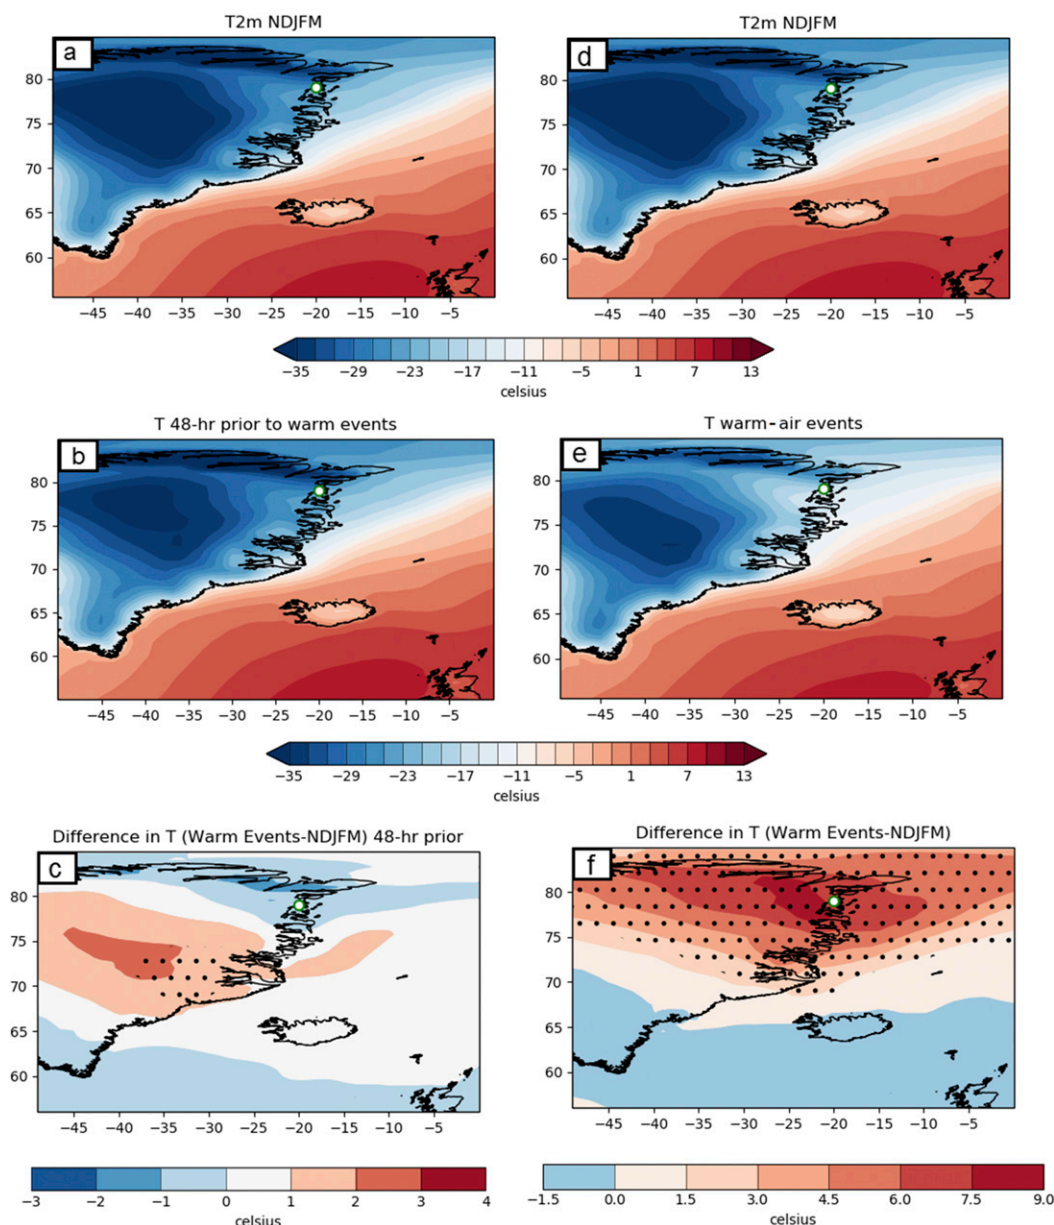 T2m NDJFM
a
80
75
70
65
60
−45 −40 −35 −30 −25 −20 −15 −10 −5
T2m NDJFM
d
80
75
70
65
60
−45 −40 −35 −30 −25 −20 −15 −10 −5
−35 −29 −23 −17 −11 −5 1 7 13
celsius
T 48-hr prior to warm events
b
80
75
70
65
60
−45 −40 −35 −30 −25 −20 −15 −10 −5
T warm-air events
e
80
75
70
65
60
−45 −40 −35 −30 −25 −20 −15 −10 −5
−35 −29 −23 −17 −11 −5 1 7 13
celsius
Difference in T (Warm Events-NDJFM) 48-hr prior
c
80
75
70
65
60
−45 −40 −35 −30 −25 −20 −15 −10 −5
−3 −2 −1 0 1 2 3 4
celsius
Difference in T (Warm Events-NDJFM)
f
80
75
70
65
60
−45 −40 −35 −30 −25 −20 −15 −10 −5
−1.5 0.0 1.5 3.0 4.5 6.0 7.5 9.0
celsius